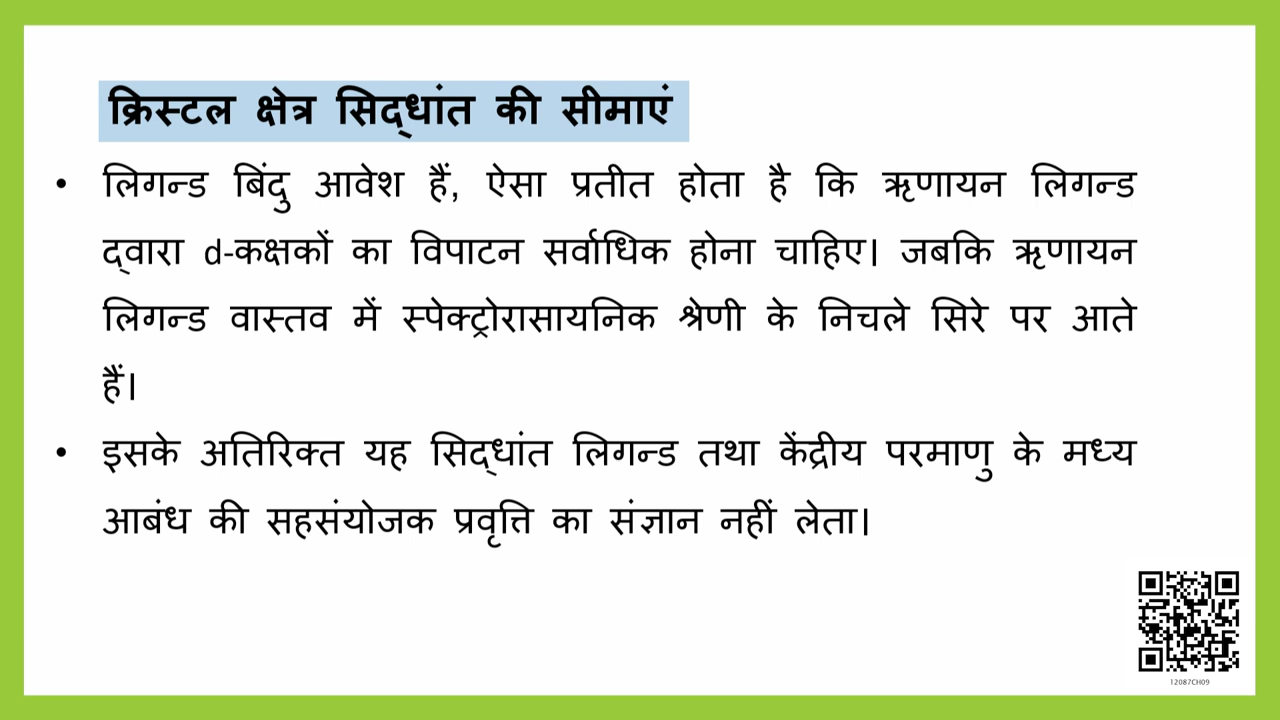 क्रिस्टल क्षेत्र सिद्धांत की सीमाएं
• लिगन्ड बिंदु आवेश हैं, ऐसा प्रतीत होता है कि ऋणायन लिगन्ड
द्वारा d-कक्षकों का विपाटन सर्वाधिक होना चाहिए। जबकि ऋणायन
लिगन्ड वास्तव में स्पेक्ट्रोरासायनिक श्रेणी के निचले सिरे पर आते
हैं।
• इसके अतिरिक्त यह सिद्धांत लिगन्ड तथा केंद्रीय परमाणु के मध्य
आबंध की सहसंयोजक प्रवृत्ति का संज्ञान नहीं लेता।
12087CH09